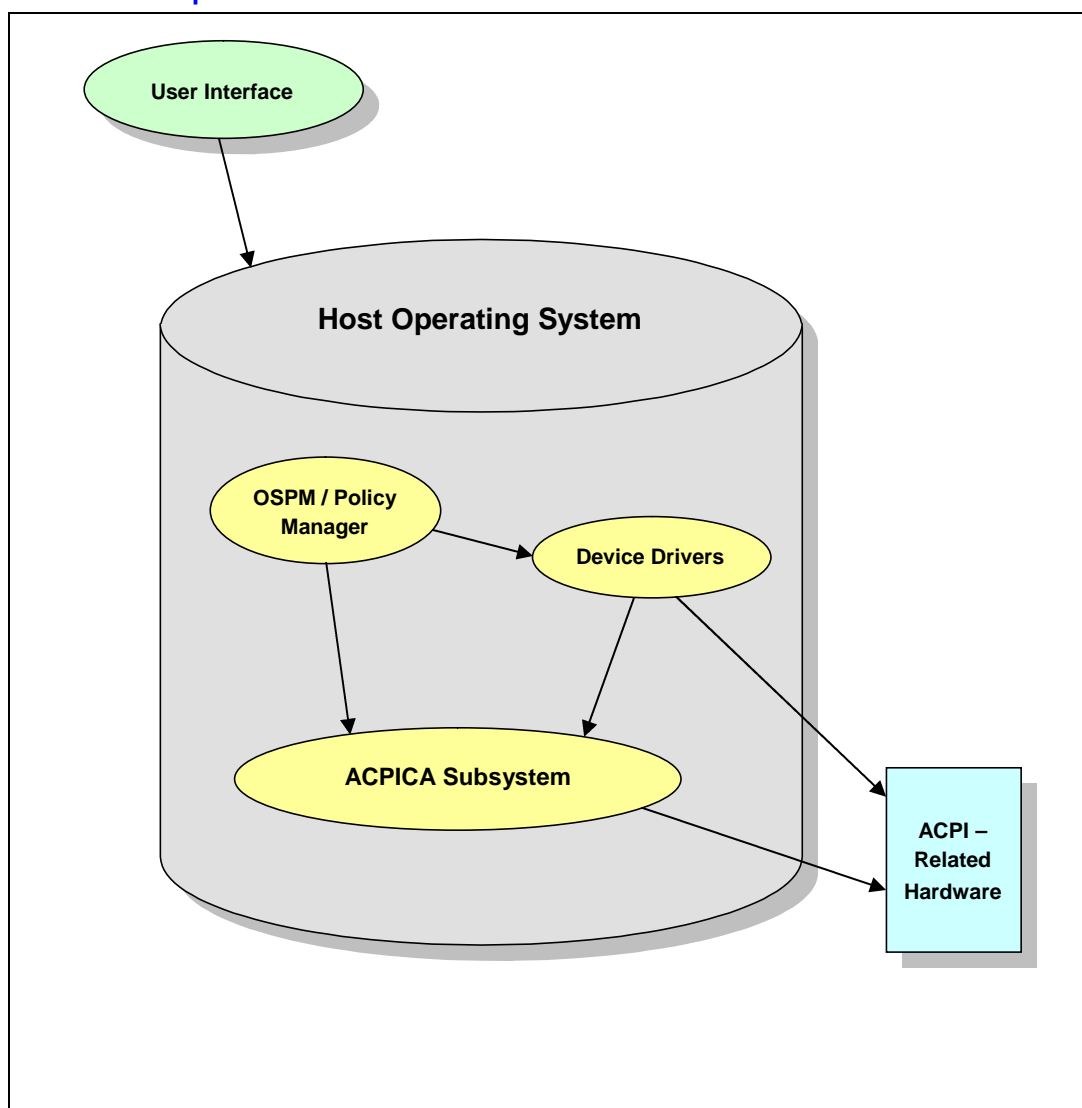 User Interface
Host Operating System
OSPM / Policy
Manager
Device Drivers
ACPICA Subsystem
ACPI –
Related
Hardware